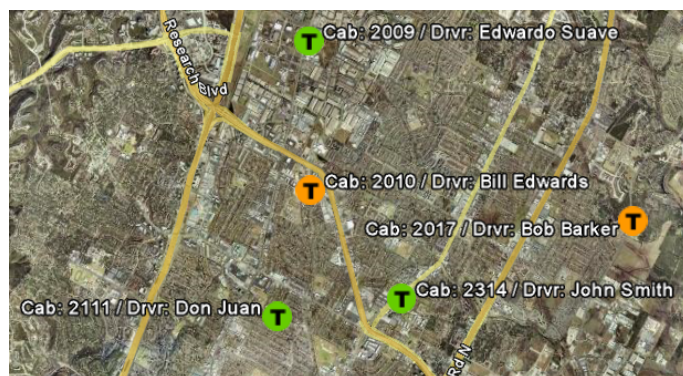 Research Blvd
T
Cab: 2009 / Drvr: Edwardo Suave
T
Cab: 2010 / Drvr: Bill Edwards
Cab: 2017 / Drvr: Bob Barker
T
T
Cab: 2314 / Drvr: John Smith
Cab: 2111 / Drvr: Don Juan
T
Rd N